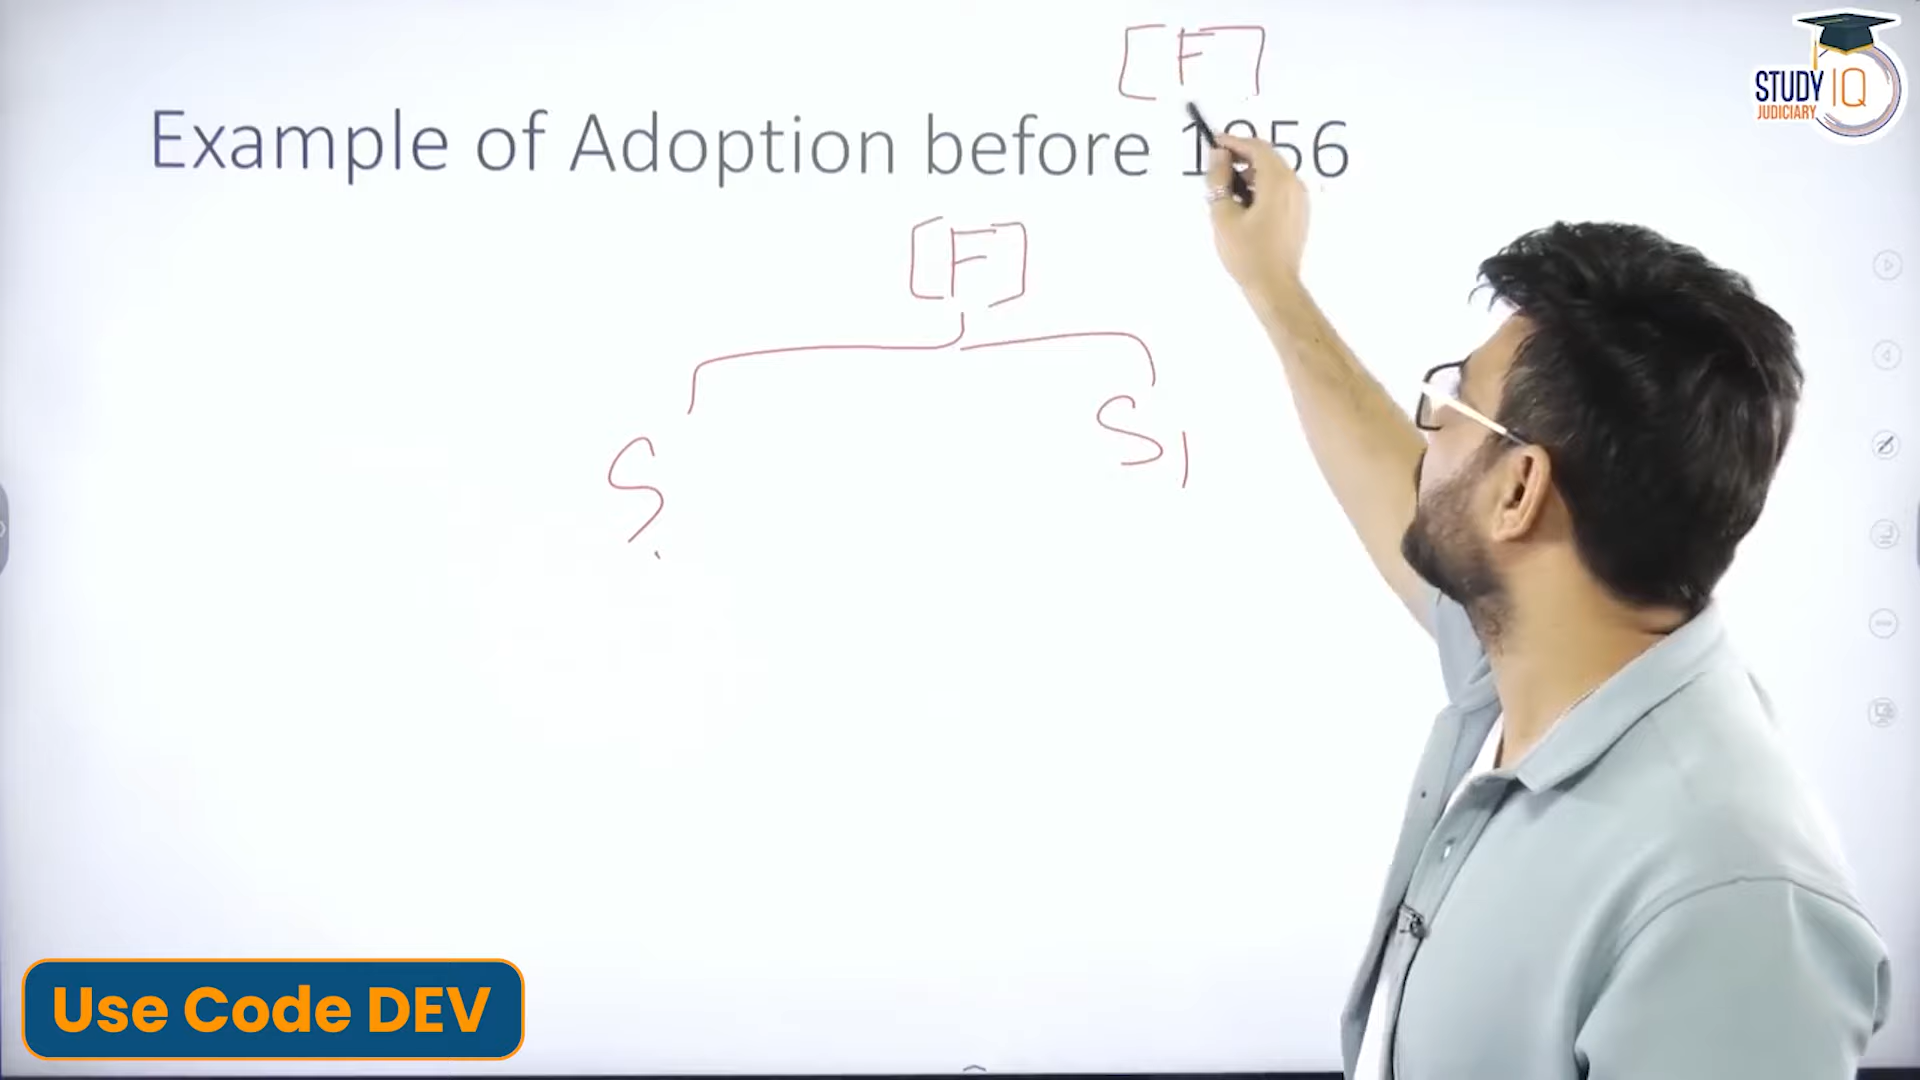 [F]
STUDY IQ
JUDICIARY
Example of Adoption before 1956
[F]
S
S1
Use Code DEV